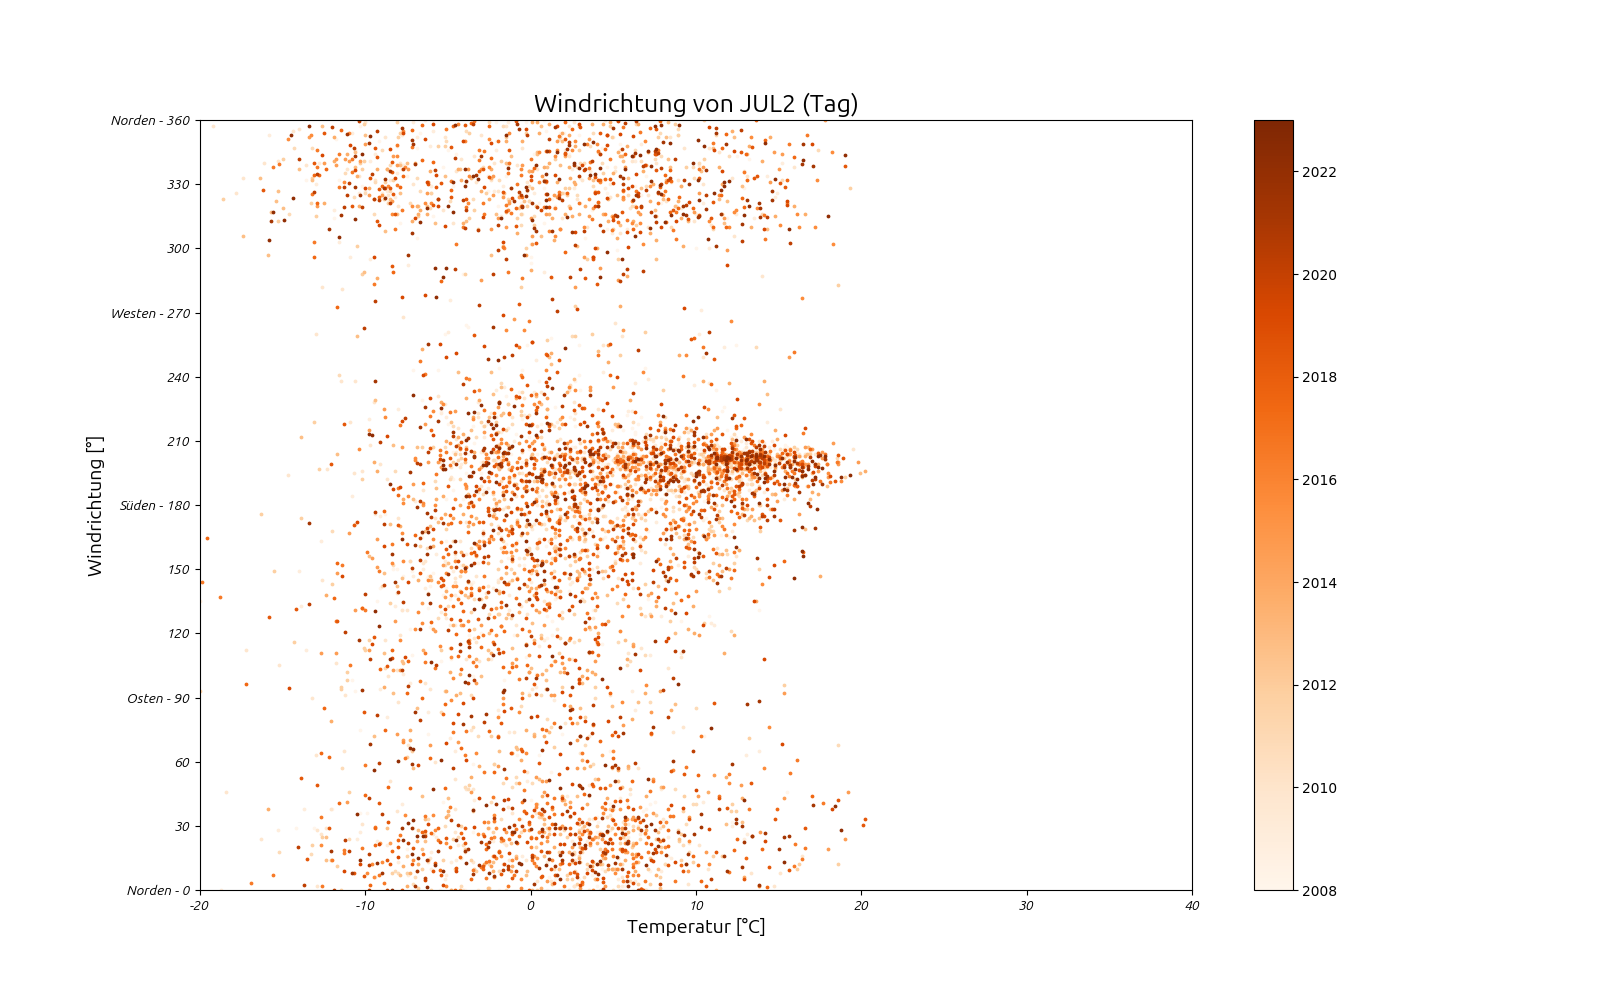 Windrichtung von JUL2 (Tag)
Norden - 360
330
300
Westen - 270
240
210
Süden - 180
150
120
Osten - 90
60
30
Norden - 0
Windrichtung [°]
-20
-10
0
10
20
30
40
Temperatur [°C]
2022
2020
2018
2016
2014
2012
2010
2008